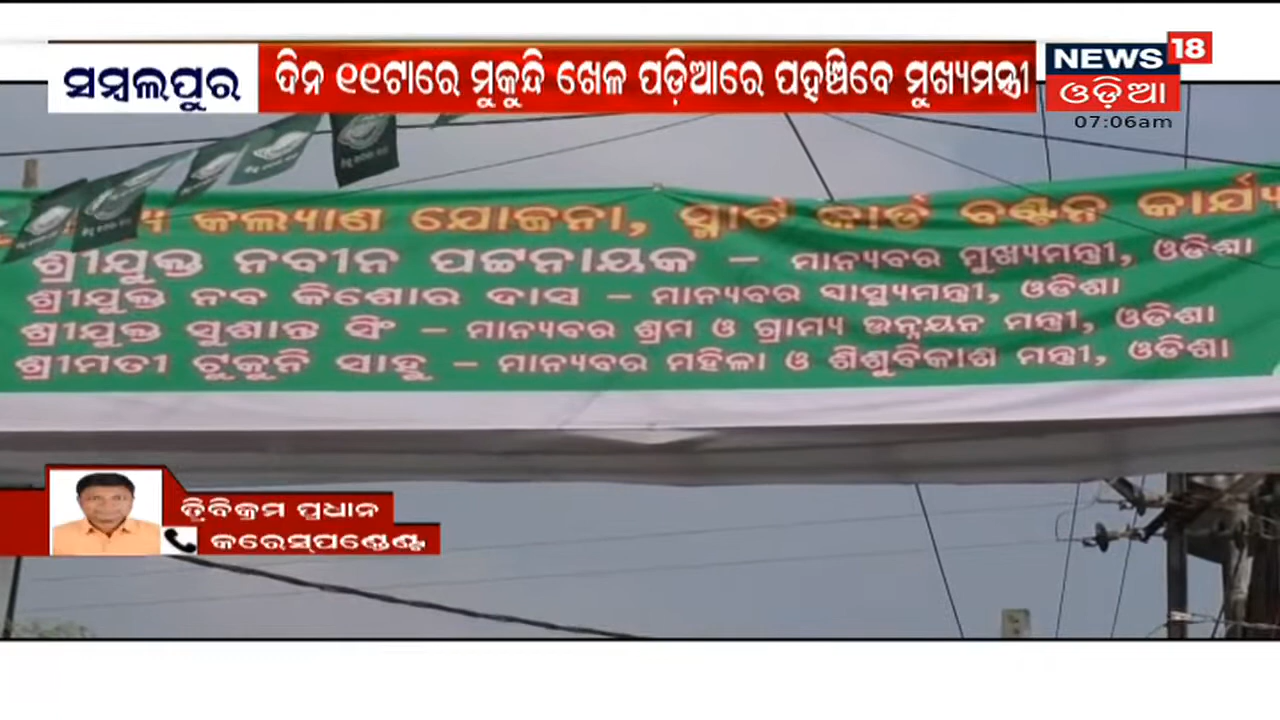 ସମ୍ବଲପୁର
ଦିନ ୧୧ଟାରେ ମୁକୁନ୍ଦି ଖେଳ ପଡ଼ିଆରେ ପହଞ୍ଚିବେ ମୁଖ୍ୟମନ୍ତ୍ରୀ
NEWS 18
ଓଡ଼ିଆ
07:06am
କଲ୍ୟାଣ ଯୋଜନା, ସ୍ମାର୍ଟ କାର୍ଡ ବଣ୍ଟନ
ଶ୍ରୀଯୁକ୍ତ ନବୀନ ପଟ୍ଟନାୟକ – ମାନ୍ୟବର ମୁଖ୍ୟମନ୍ତ୍ରୀ, ଓଡିଶା
ଶ୍ରୀଯୁକ୍ତ ନବ କିଶୋର ଦାସ – ମାନ୍ୟବର ସ୍ୱାସ୍ଥ୍ୟମନ୍ତ୍ରୀ, ଓଡିଶା
ଶ୍ରୀଯୁକ୍ତ ସୁଶାନ୍ତ ସିଂ – ମାନ୍ୟବର ଶ୍ରମ ଓ ଗ୍ରାମ୍ୟ ଉନ୍ନୟନ ମନ୍ତ୍ରୀ, ଓଡିଶା
ଶ୍ରୀମତୀ ଟୁକୁନି ସାହୁ – ମାନ୍ୟବର ମହିଳା ଓ ଶିଶୁବିକାଶ ମନ୍ତ୍ରୀ, ଓଡିଶା
ତ୍ରିବିକ୍ରମ ପ୍ରଧାନ
କରେସ୍‌ପଣ୍ଡେଣ୍ଟ